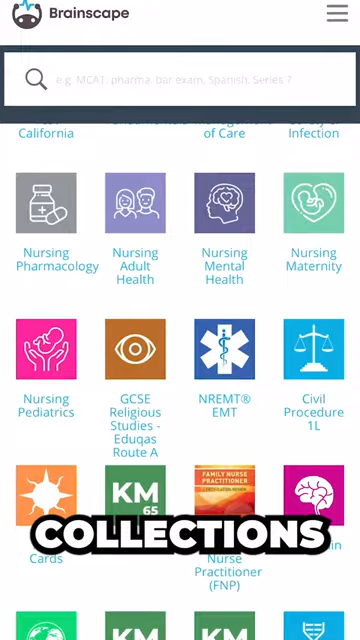 Brainscape
e.g. MCAT, pharma, bar exam, Spanish, Series 7
California
of Care
Infection
Nursing
Pharmacology
Nursing
Adult
Health
Nursing
Mental
Health
Nursing
Maternity
Nursing
Pediatrics
GCSE
Religious
Studies -
Eduqas
Route A
NREMT®
EMT
Civil
Procedure
1L
KM
65
FAMILY NURSE
PRACTITIONER
COLLECTIONS
Cards
Nurse
Practitioner
(FNP)
KM
KM